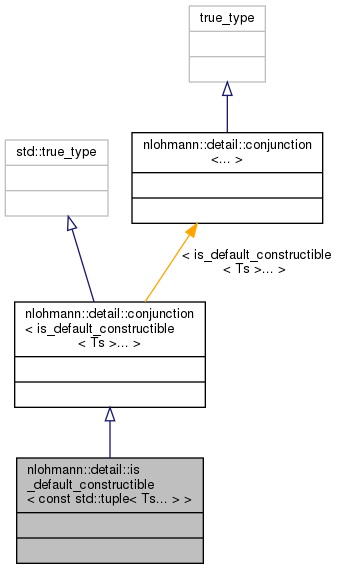 true_type
std::true_type
nlohmann::detail::conjunction
<... >
< is_default_constructible
< Ts >... >
nlohmann::detail::conjunction
< is_default_constructible
< Ts >... >
nlohmann::detail::is
_default_constructible
< const std::tuple< Ts... > >